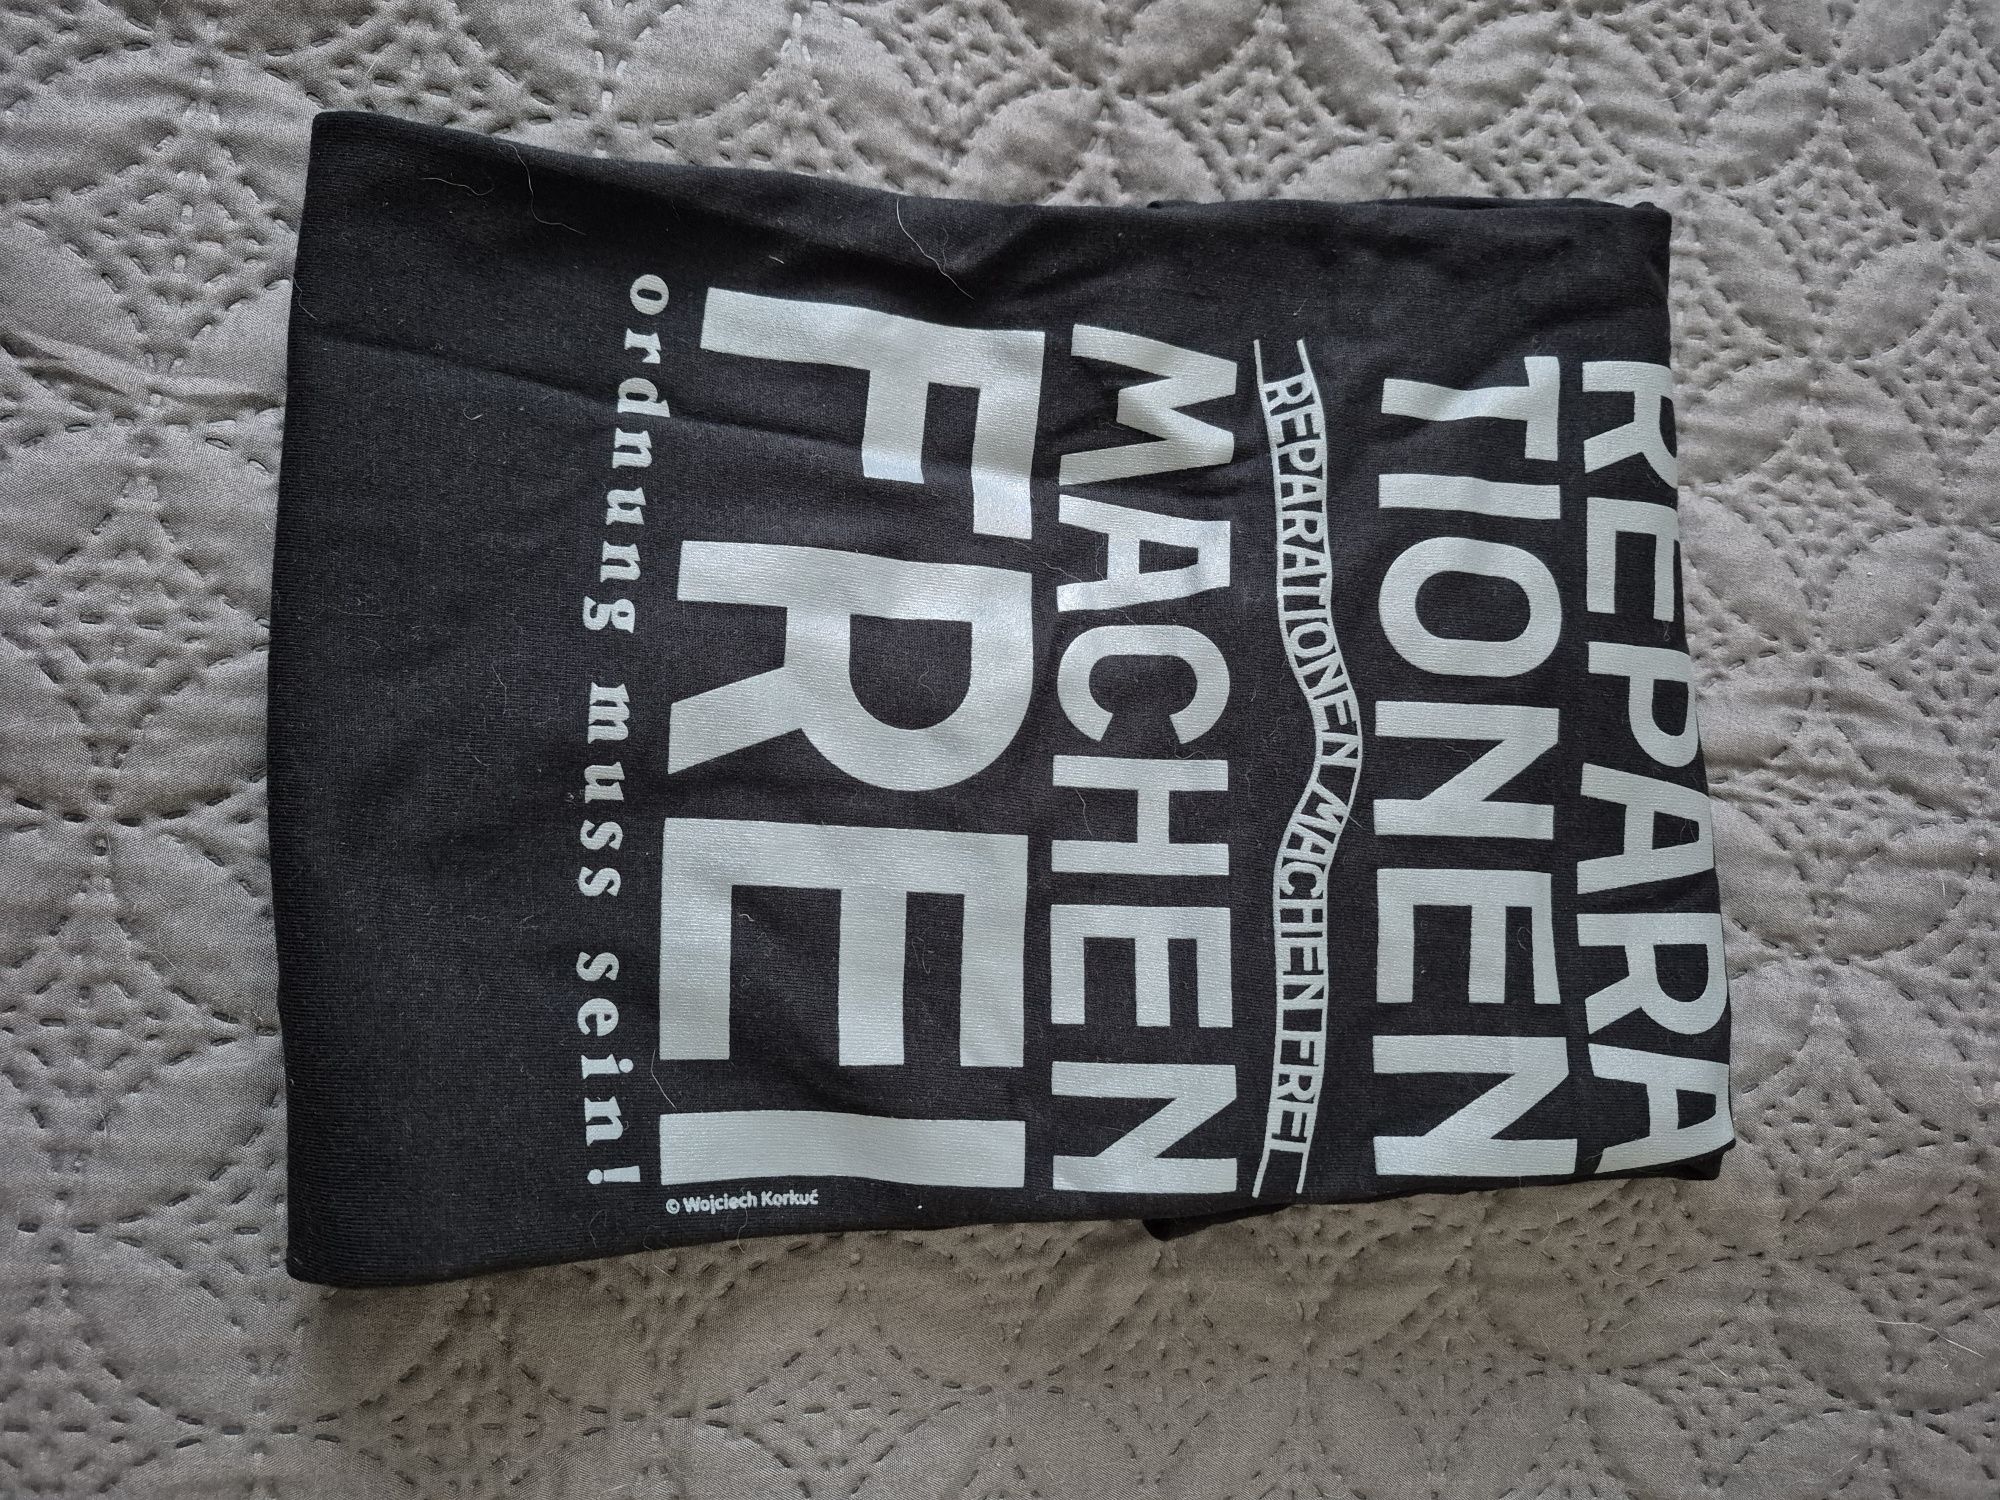 REPARA
TIONEN
REPARATIONEN MACHEN FREI
MACHEN
FREI
© Wojciech Korkuć
ordnung muss sein!